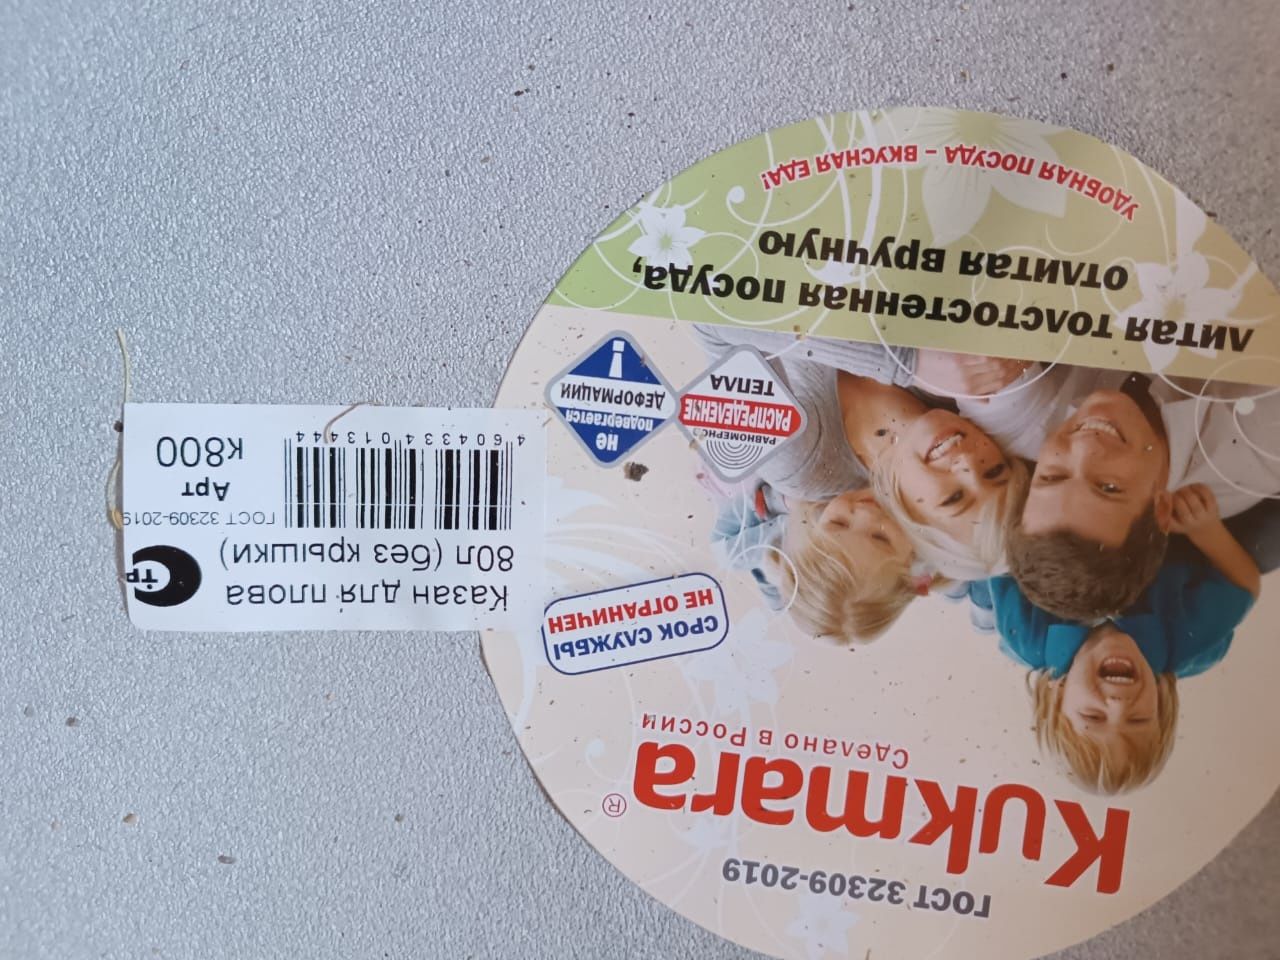 ГОСТ 32309-2019
Kukmara®
Сделано в России
СРОК СЛУЖБЫ
НЕ ОГРАНИЧЕН
РАВНОМЕРНОЕ
РАСПРЕДЕЛЕНИЕ
ТЕПЛА
НЕ
подвергается
ДЕФОРМАЦИИ
!
литая толстостенная посуда,
отлитая вручную
УДОБНАЯ ПОСУДА – ВКУСНАЯ ЕДА!
Казан для плова
80л (без крышки)
ТР
ГОСТ 32309-2019
Арт
к800
4 604334 013444